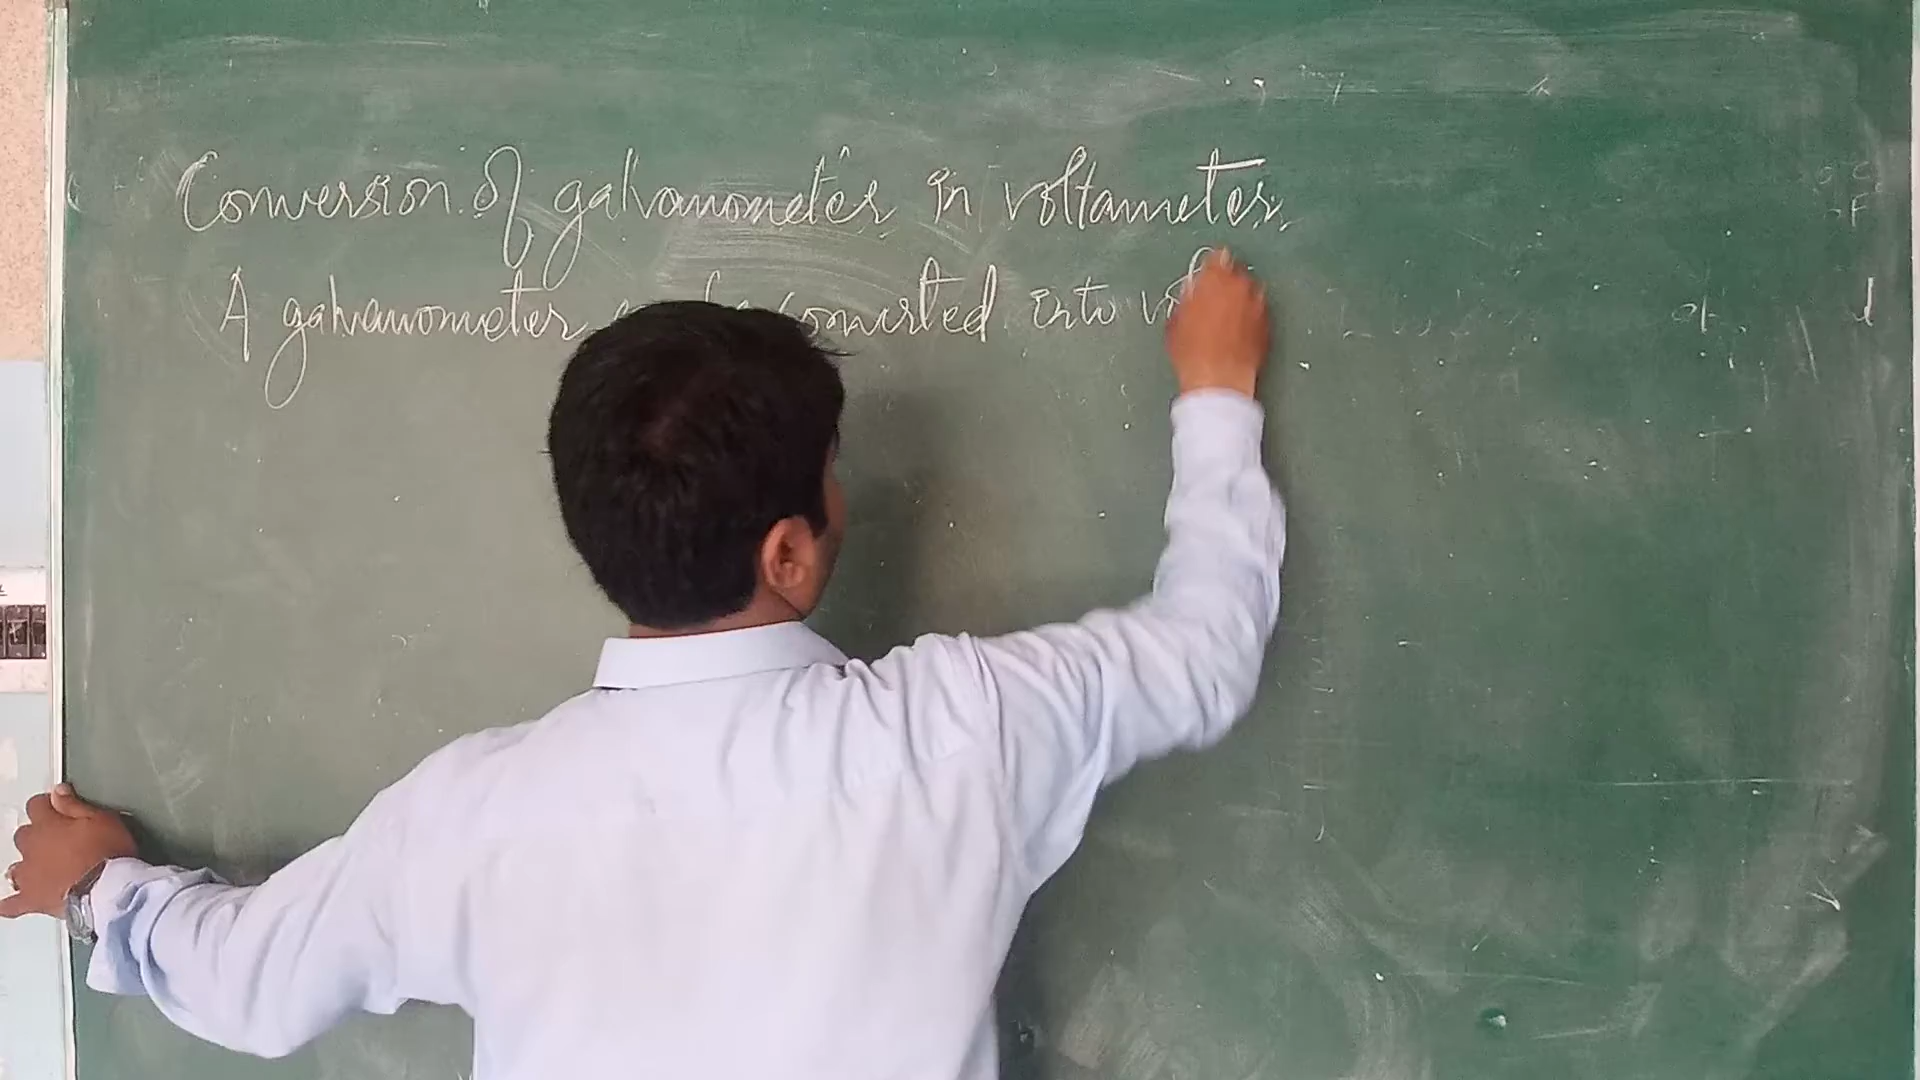 Conversion of galvanometer in voltameter.
A galvanometer converted into